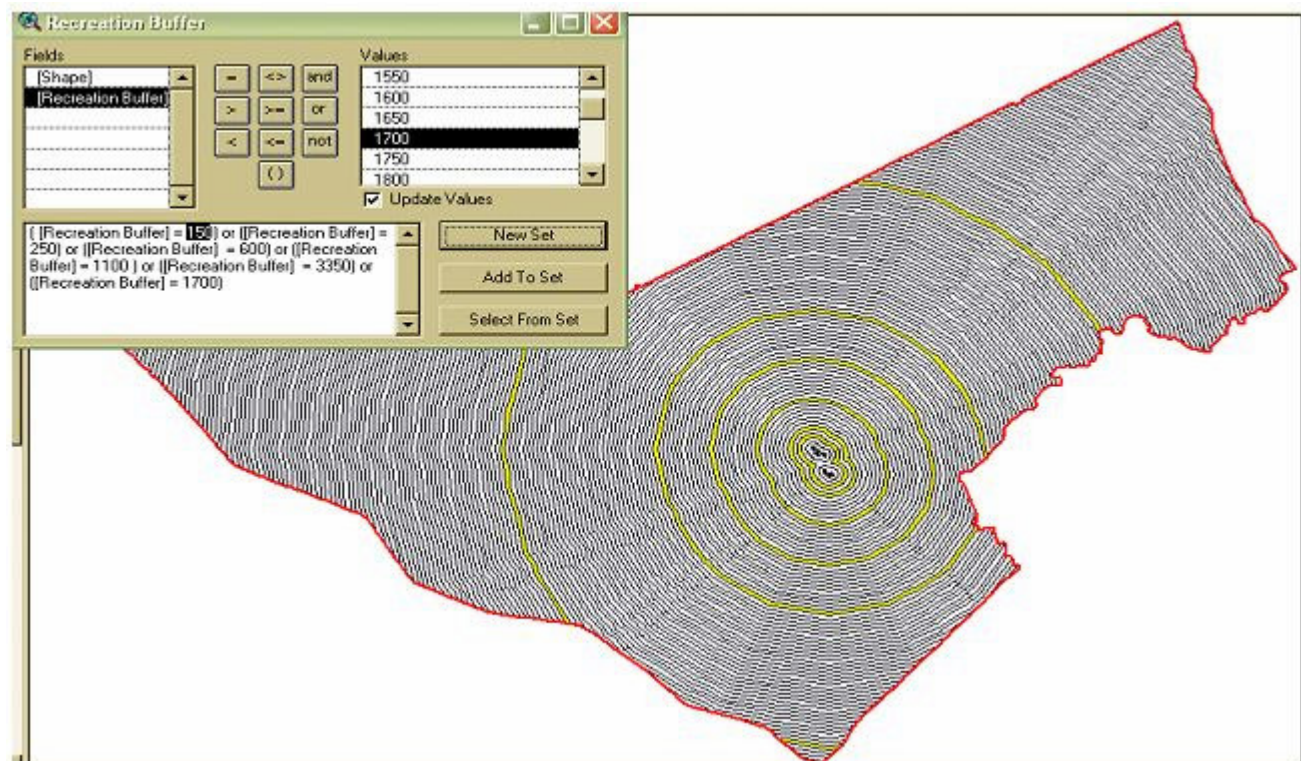 Recreation Buffer
Fields
[Shape]
[Recreation Buffer]
= <> and
> >= or
< <= not
( )
Values
1550
1600
1650
1700
1750
1800
Update Values
( [Recreation Buffer] = 150) or ([Recreation Buffer] =
250) or ([Recreation Buffer] = 600) or ([Recreation
Buffer] = 1100 ) or ([Recreation Buffer] = 3350) or
([Recreation Buffer] = 1700)
New Set
Add To Set
Select From Set